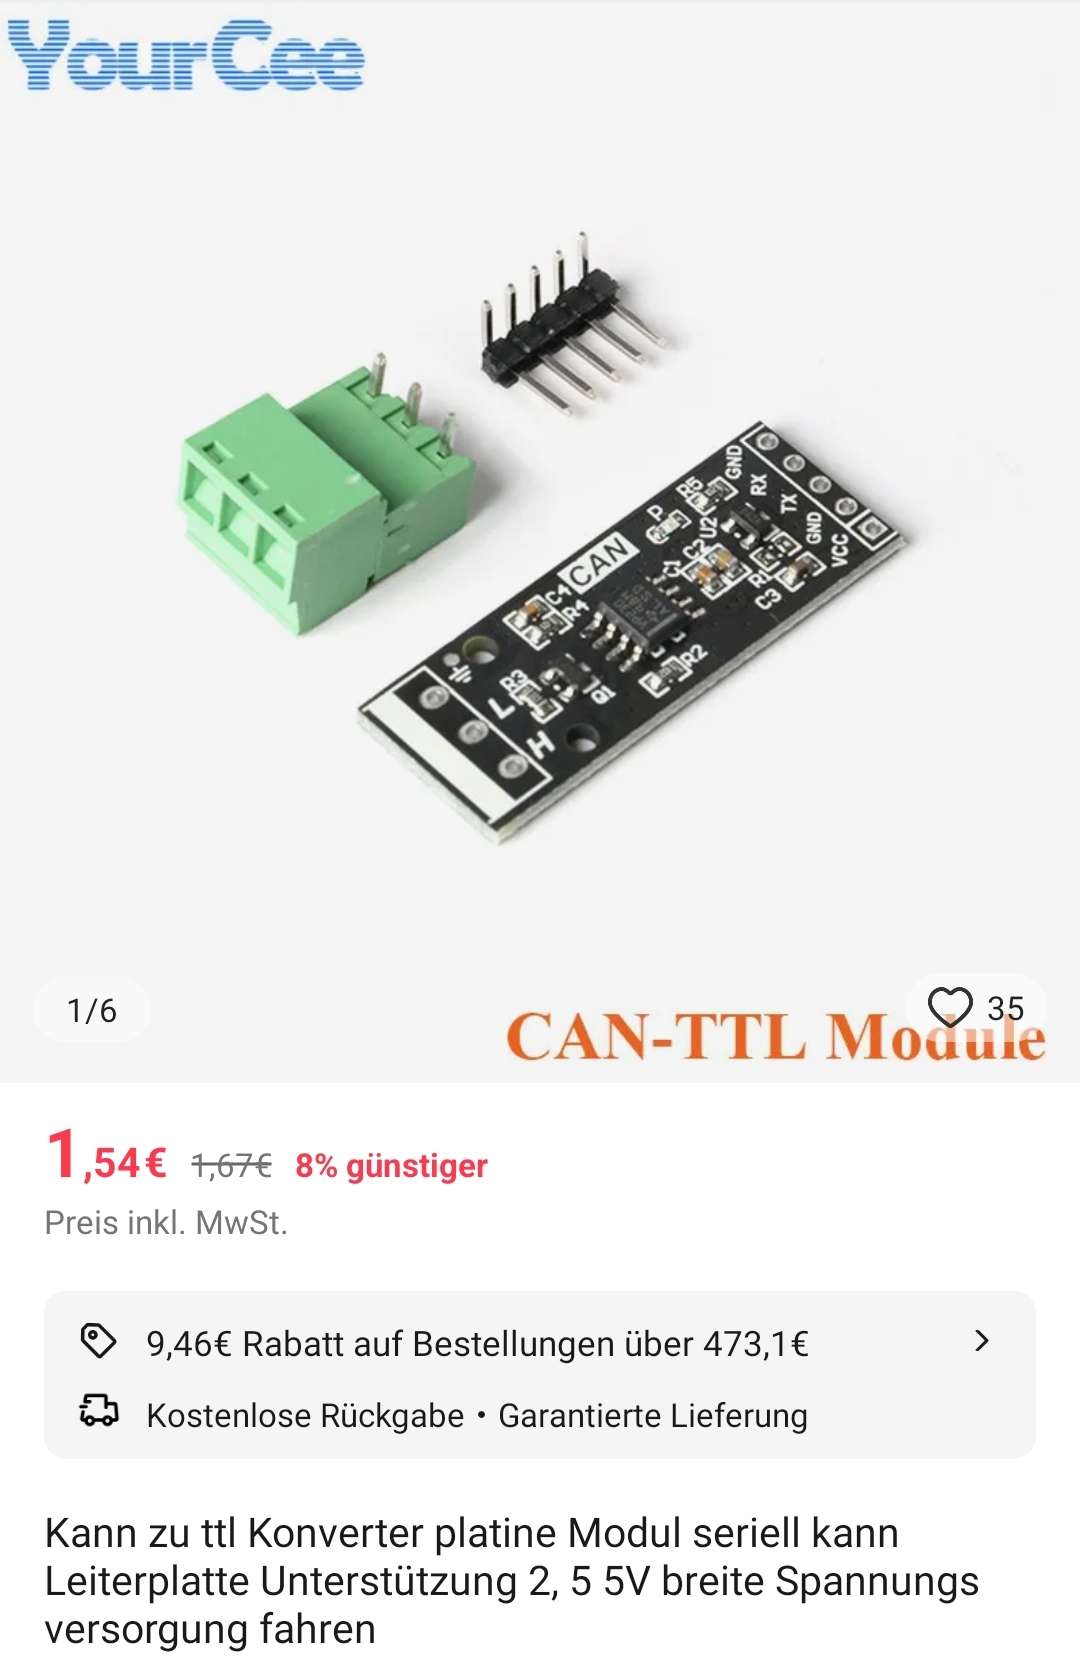 YourCee
GND
RX
TX
GND
VCC
R5
P
U2
C2
C1
R1
C3
CAN
C4
R4
R2
R3
Q1
L
H
1/6
35
CAN-TTL Module
1,54€ 1,67€ 8% günstiger
Preis inkl. MwSt.
9,46€ Rabatt auf Bestellungen über 473,1€
Kostenlose Rückgabe • Garantierte Lieferung
Kann zu ttl Konverter platine Modul seriell kann
Leiterplatte Unterstützung 2, 5 5V breite Spannungs
versorgung fahren